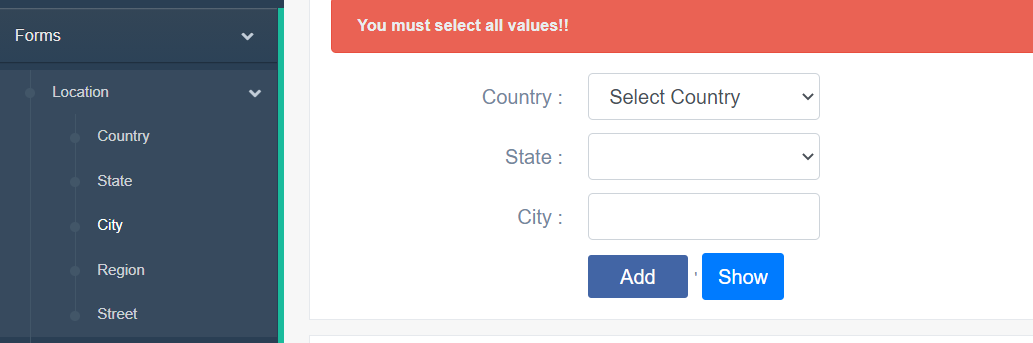 Forms
Location
Country
State
City
Region
Street
You must select all values!!
Country : Select Country
State :
City :
Add ' Show